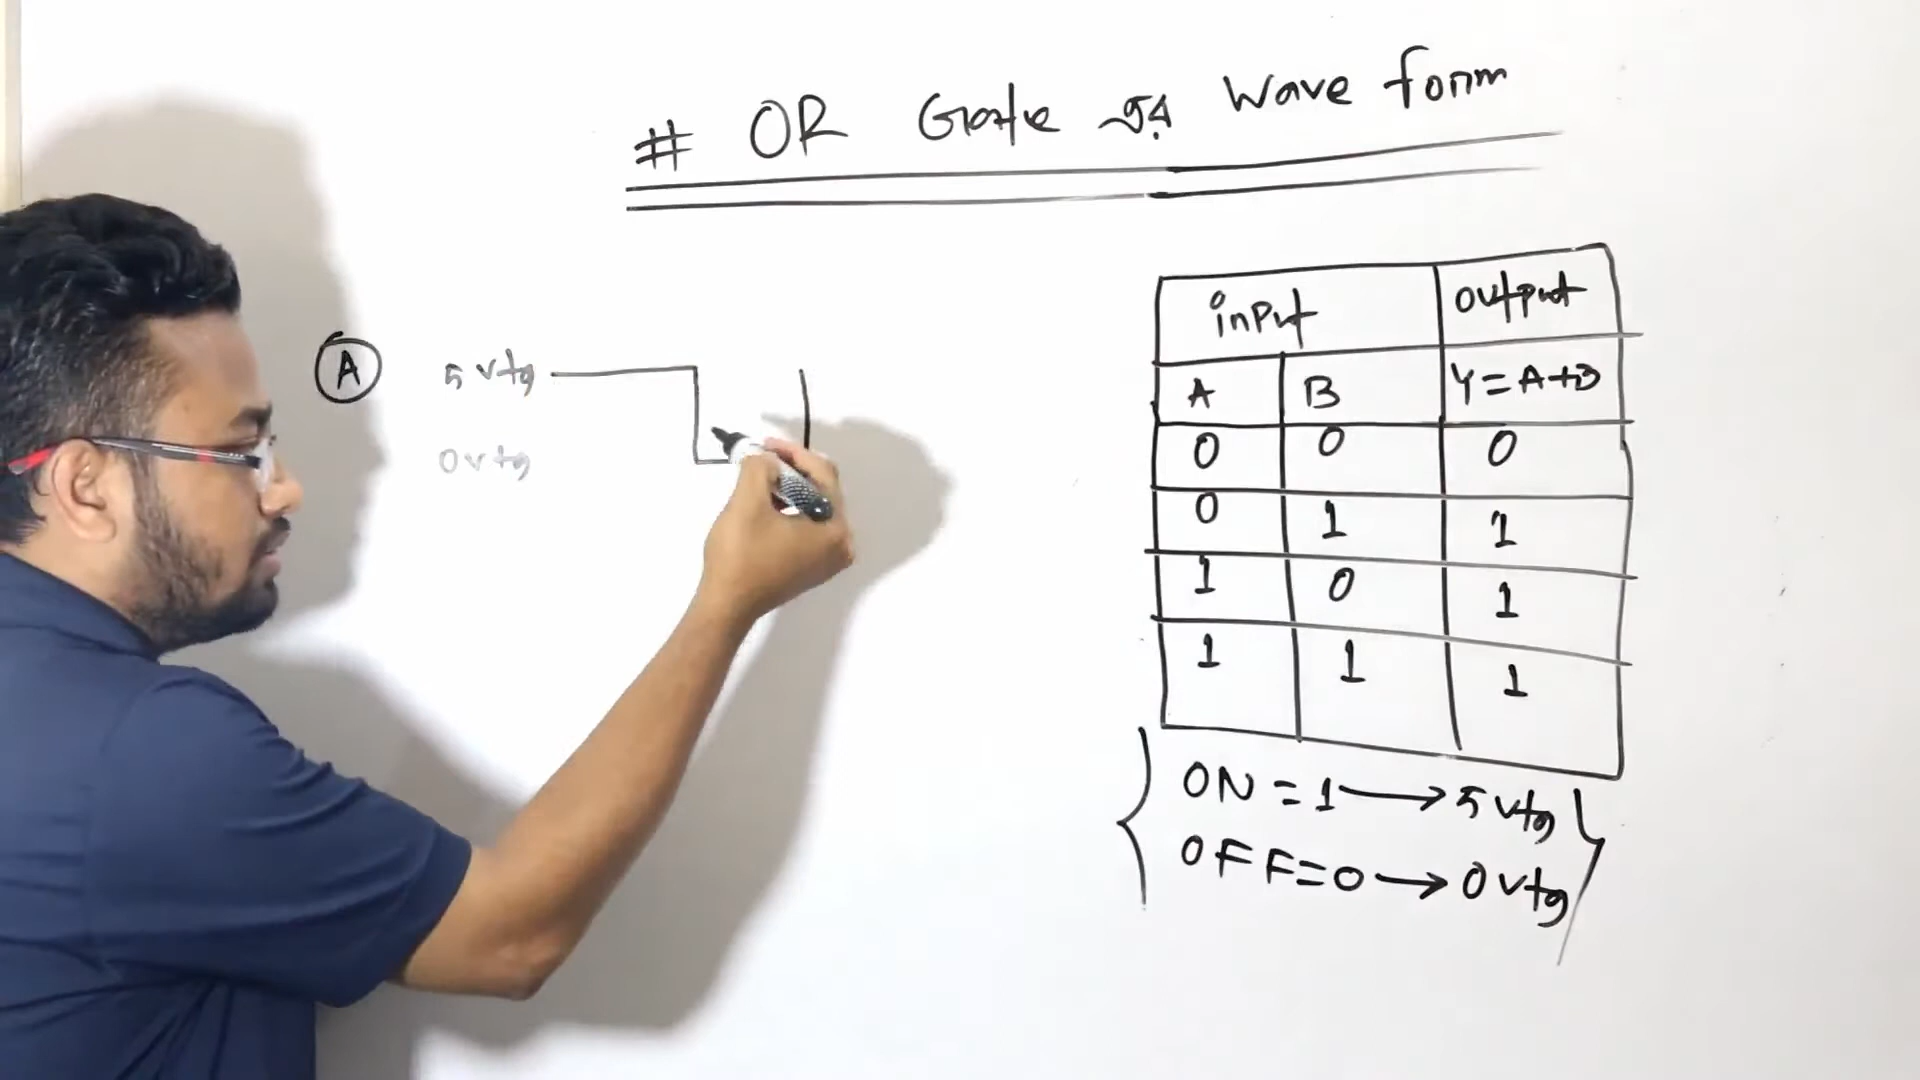 # OR Gate এর Wave form
input output
A B Y=A+B
0 0 0
0 1 1
1 0 1
1 1 1
ON = 1 → 5 vtg
OFF=0 → 0 vtg
A 5 vtg
0 vtg